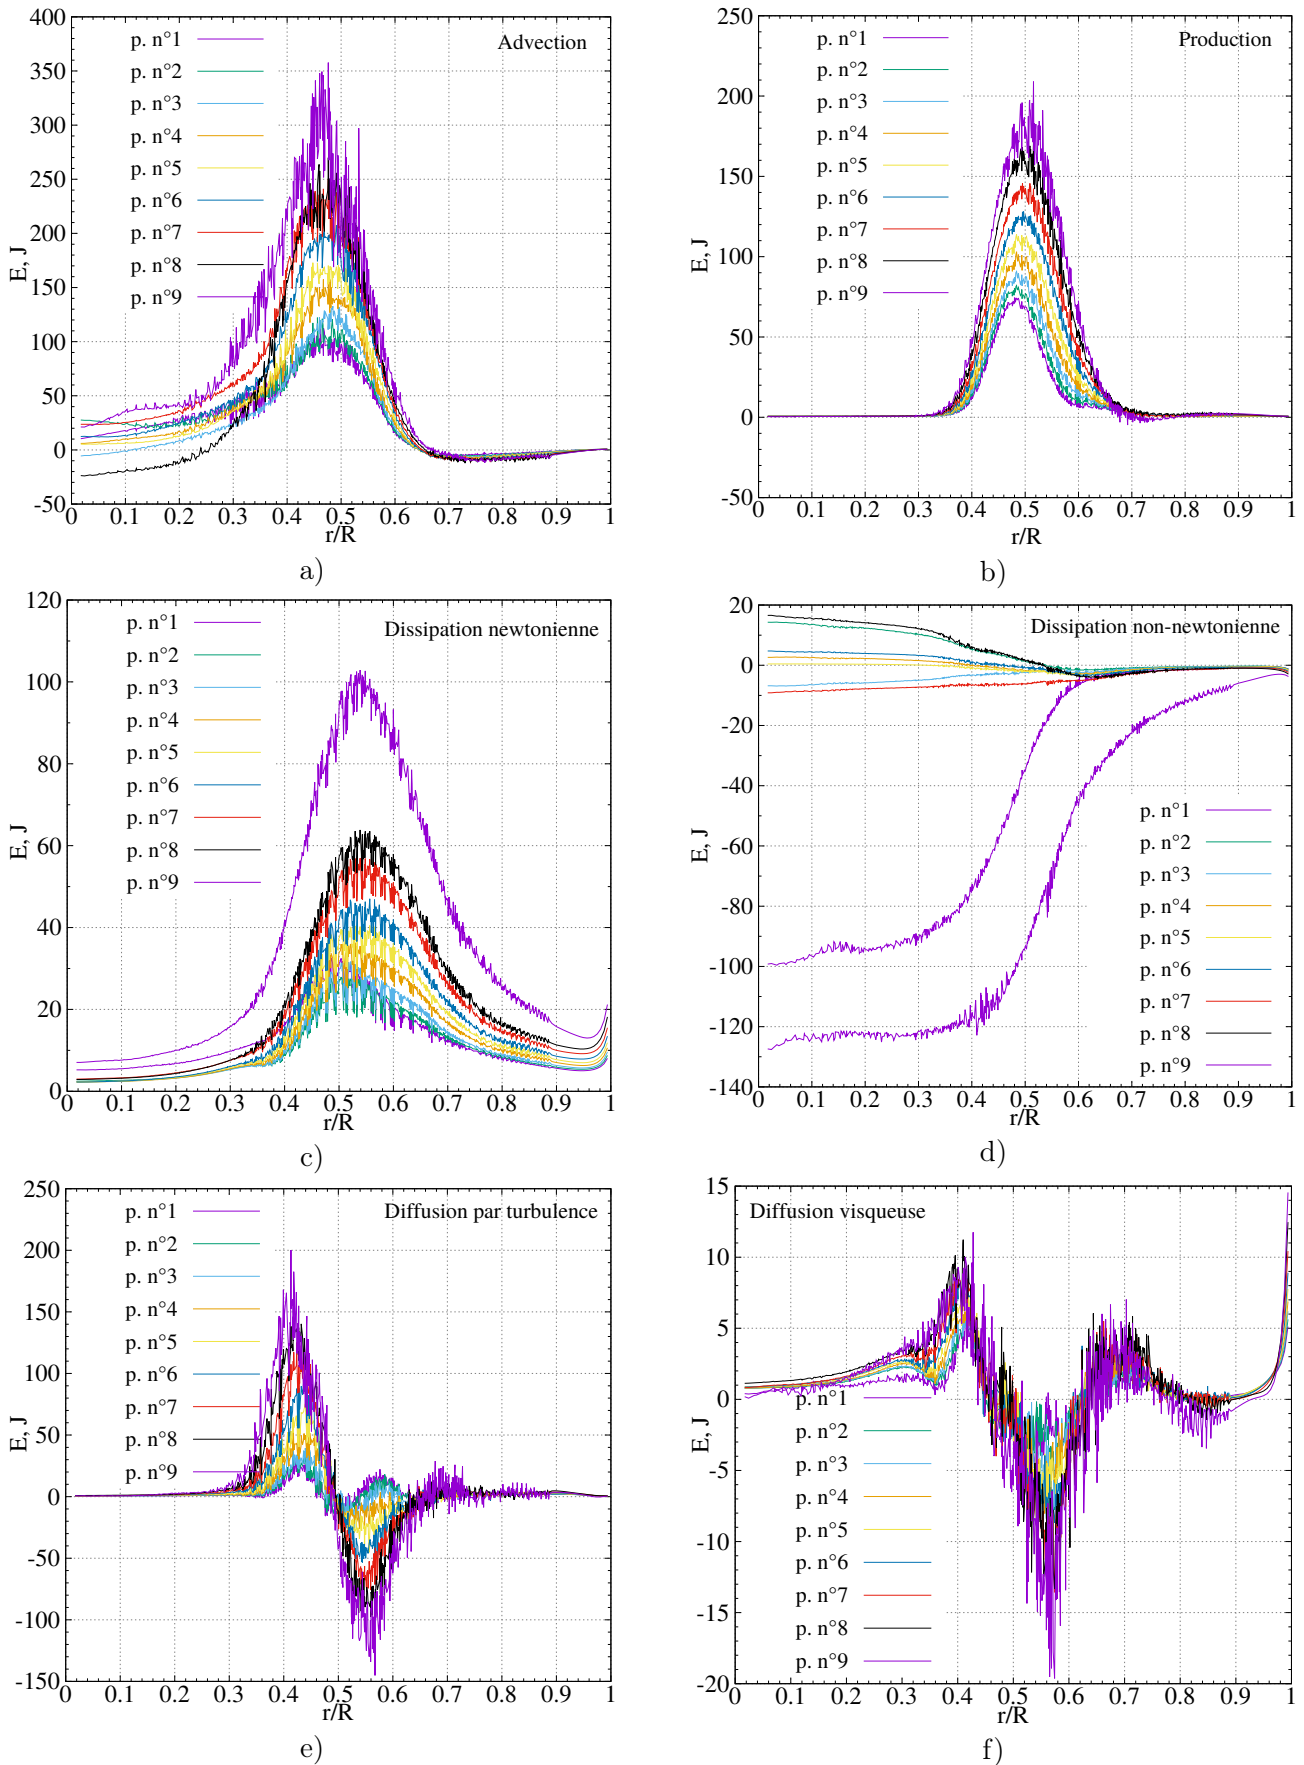 400
350
300
250
200
150
100
50
0
-50
E, J
p. n°1
p. n°2
p. n°3
p. n°4
p. n°5
p. n°6
p. n°7
p. n°8
p. n°9
Advection
0 0.1 0.2 0.3 0.4 0.5 0.6 0.7 0.8 0.9 1
r/R
a)
250
200
150
100
50
0
-50
E, J
p. n°1
p. n°2
p. n°3
p. n°4
p. n°5
p. n°6
p. n°7
p. n°8
p. n°9
Production
0 0.1 0.2 0.3 0.4 0.5 0.6 0.7 0.8 0.9 1
r/R
b)
120
100
80
60
40
20
0
E, J
p. n°1
p. n°2
p. n°3
p. n°4
p. n°5
p. n°6
p. n°7
p. n°8
p. n°9
Dissipation newtonienne
0 0.1 0.2 0.3 0.4 0.5 0.6 0.7 0.8 0.9 1
r/R
c)
20
0
-20
-40
-60
-80
-100
-120
-140
E, J
Dissipation non-newtonienne
p. n°1
p. n°2
p. n°3
p. n°4
p. n°5
p. n°6
p. n°7
p. n°8
p. n°9
0 0.1 0.2 0.3 0.4 0.5 0.6 0.7 0.8 0.9 1
r/R
d)
250
200
150
100
50
0
-50
-100
-150
E, J
p. n°1
p. n°2
p. n°3
p. n°4
p. n°5
p. n°6
p. n°7
p. n°8
p. n°9
Diffusion par turbulence
0 0.1 0.2 0.3 0.4 0.5 0.6 0.7 0.8 0.9 1
r/R
e)
15
10
5
0
-5
-10
-15
-20
E, J
Diffusion visqueuse
p. n°1
p. n°2
p. n°3
p. n°4
p. n°5
p. n°6
p. n°7
p. n°8
p. n°9
0 0.1 0.2 0.3 0.4 0.5 0.6 0.7 0.8 0.9 1
r/R
f)